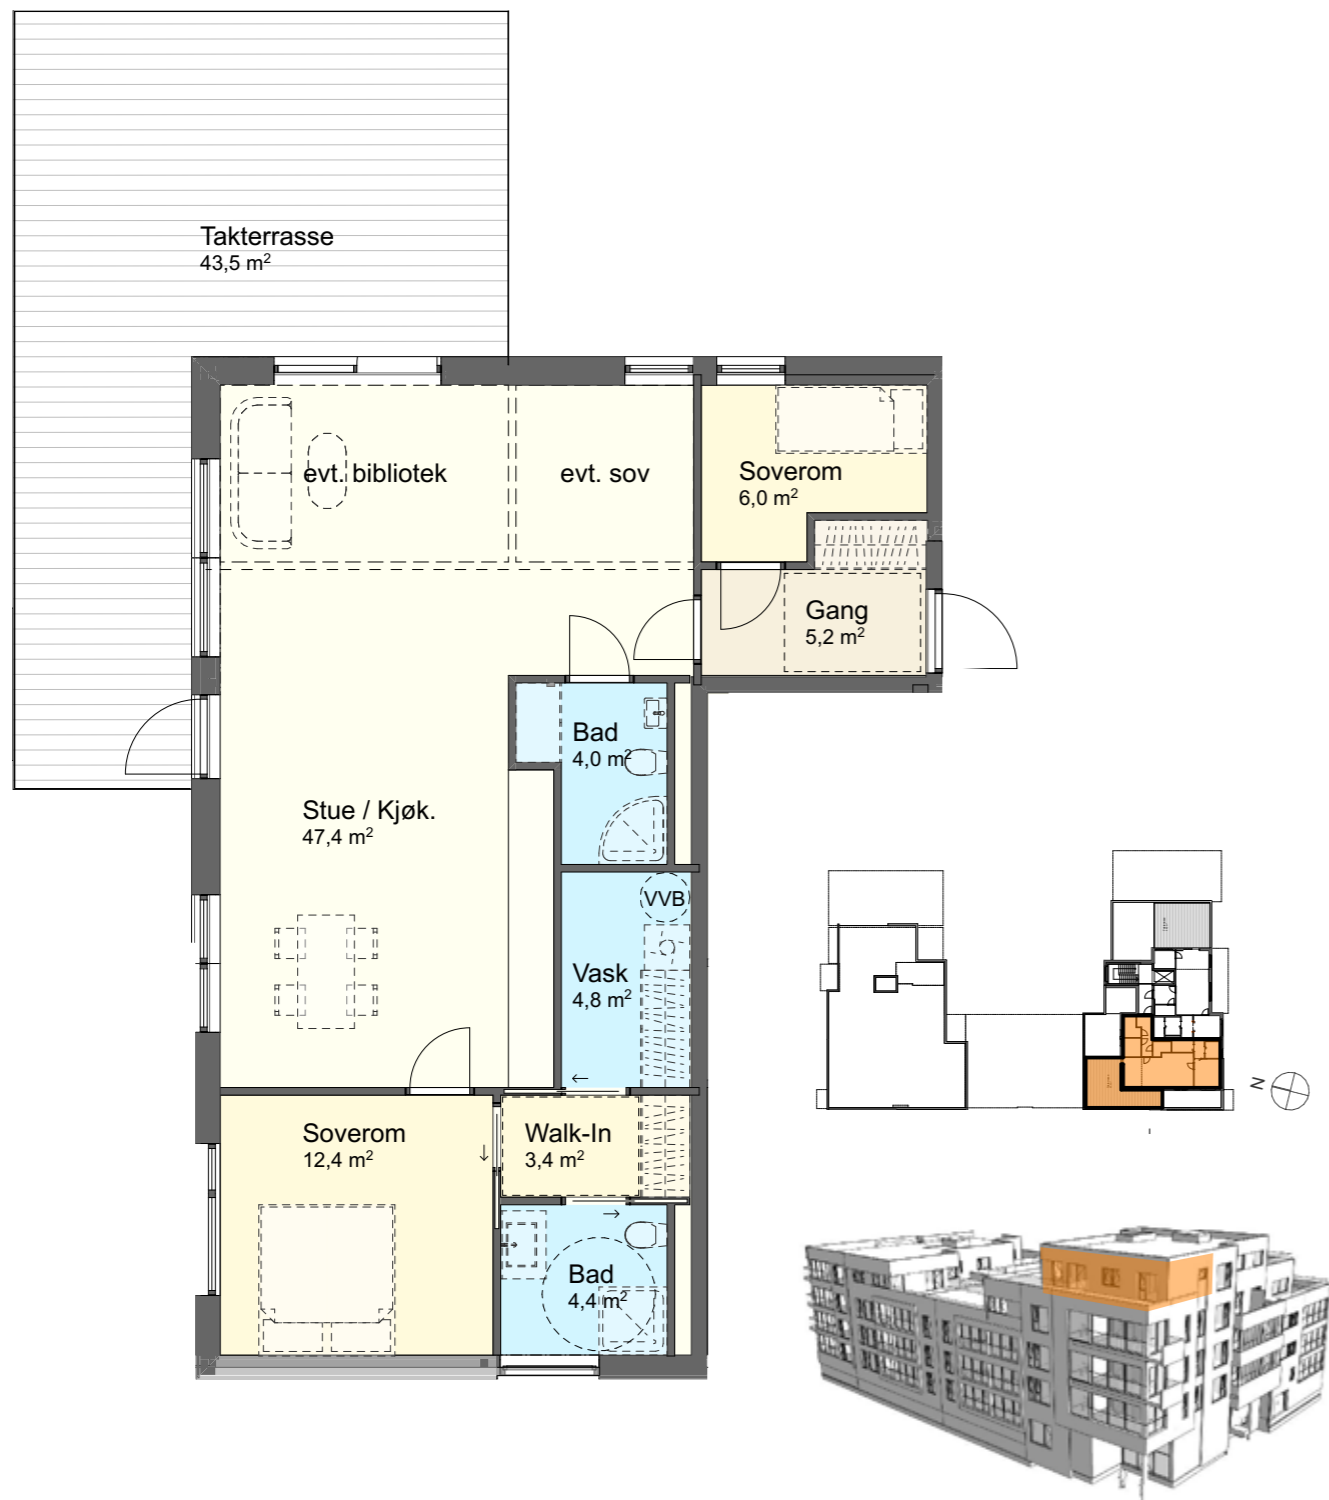 Takterrasse
43,5 m²
evt. bibliotek
evt. sov
Soverom
6,0 m²
Gang
5,2 m²
Bad
4,0 m²
Stue / Kjøk.
47,4 m²
VVB
Vask
4,8 m²
Soverom
12,4 m²
Walk-In
3,4 m²
Bad
4,4 m²
N